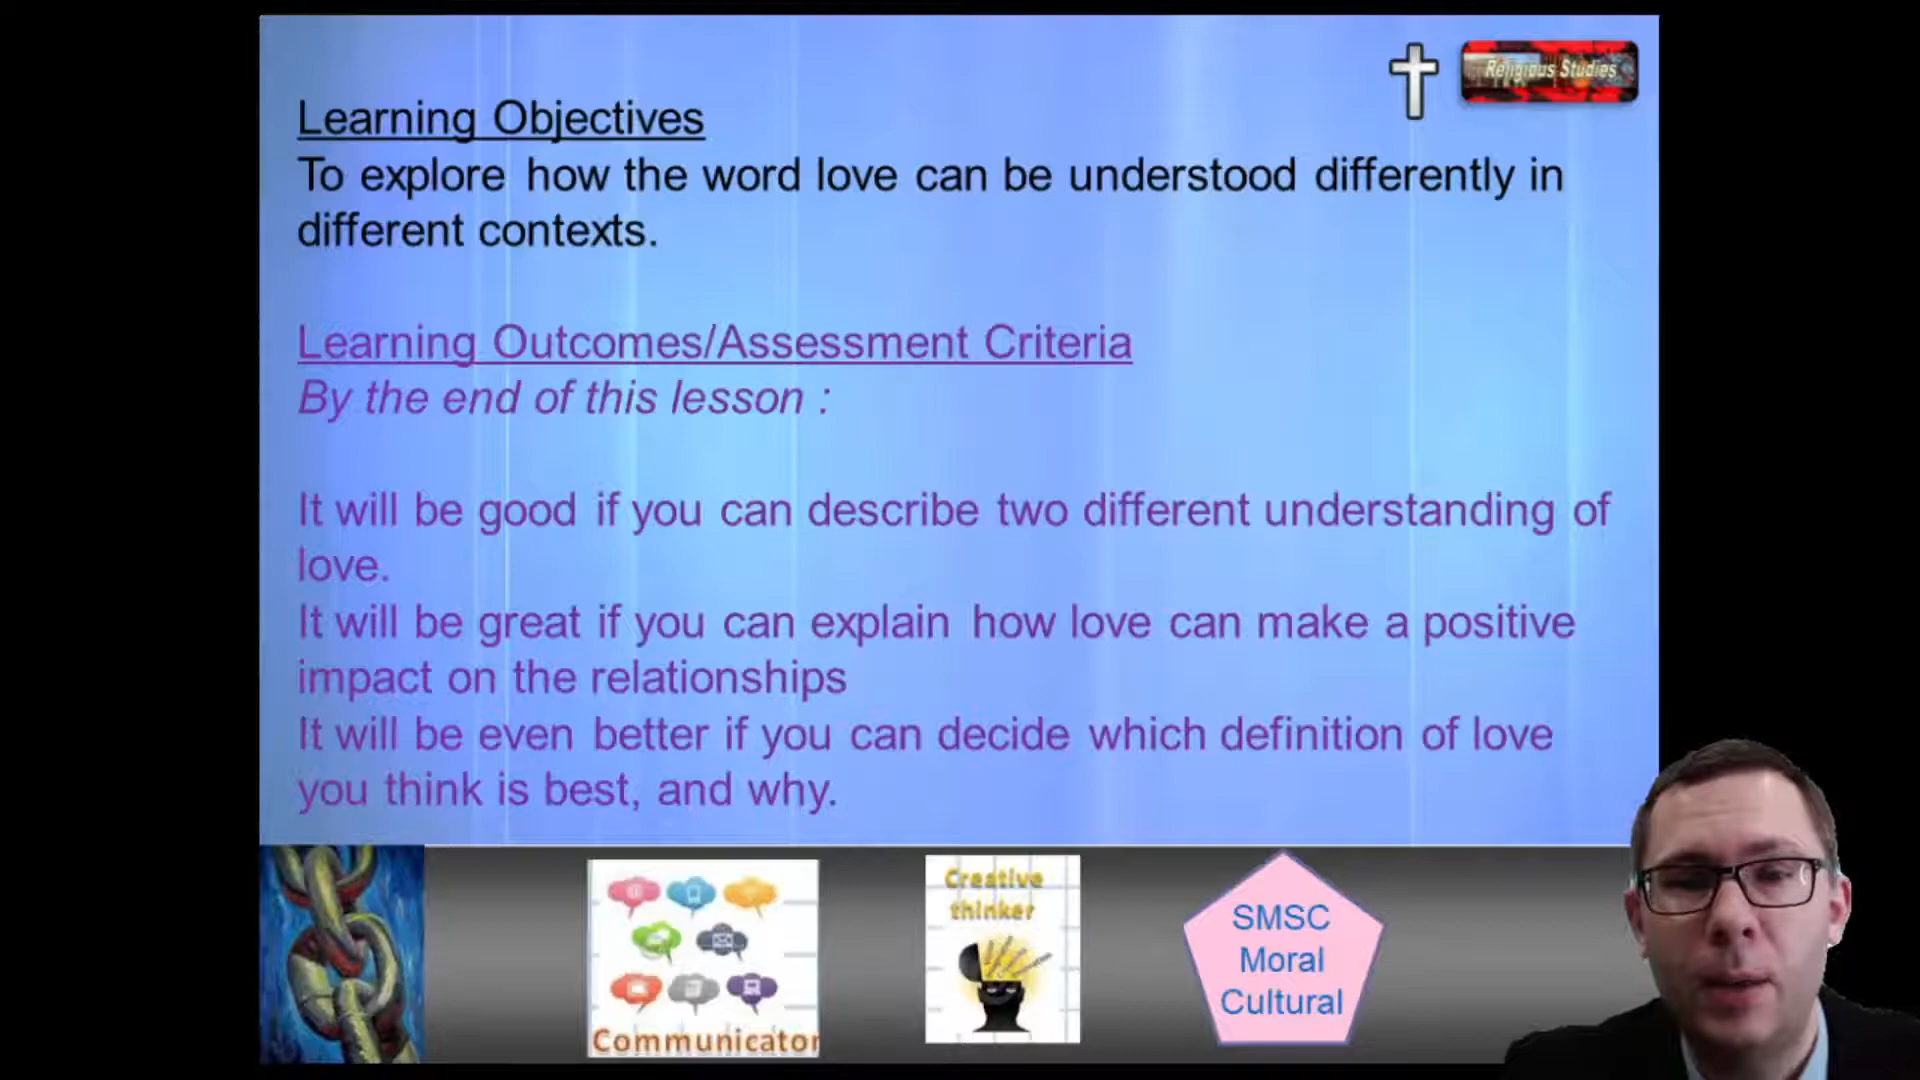 Religious Studies
Learning Objectives
To explore how the word love can be understood differently in
different contexts.
Learning Outcomes/Assessment Criteria
By the end of this lesson :
It will be good if you can describe two different understanding of
love.
It will be great if you can explain how love can make a positive
impact on the relationships
It will be even better if you can decide which definition of love
you think is best, and why.
Communicator
Creative
thinker
SMSC
Moral
Cultural